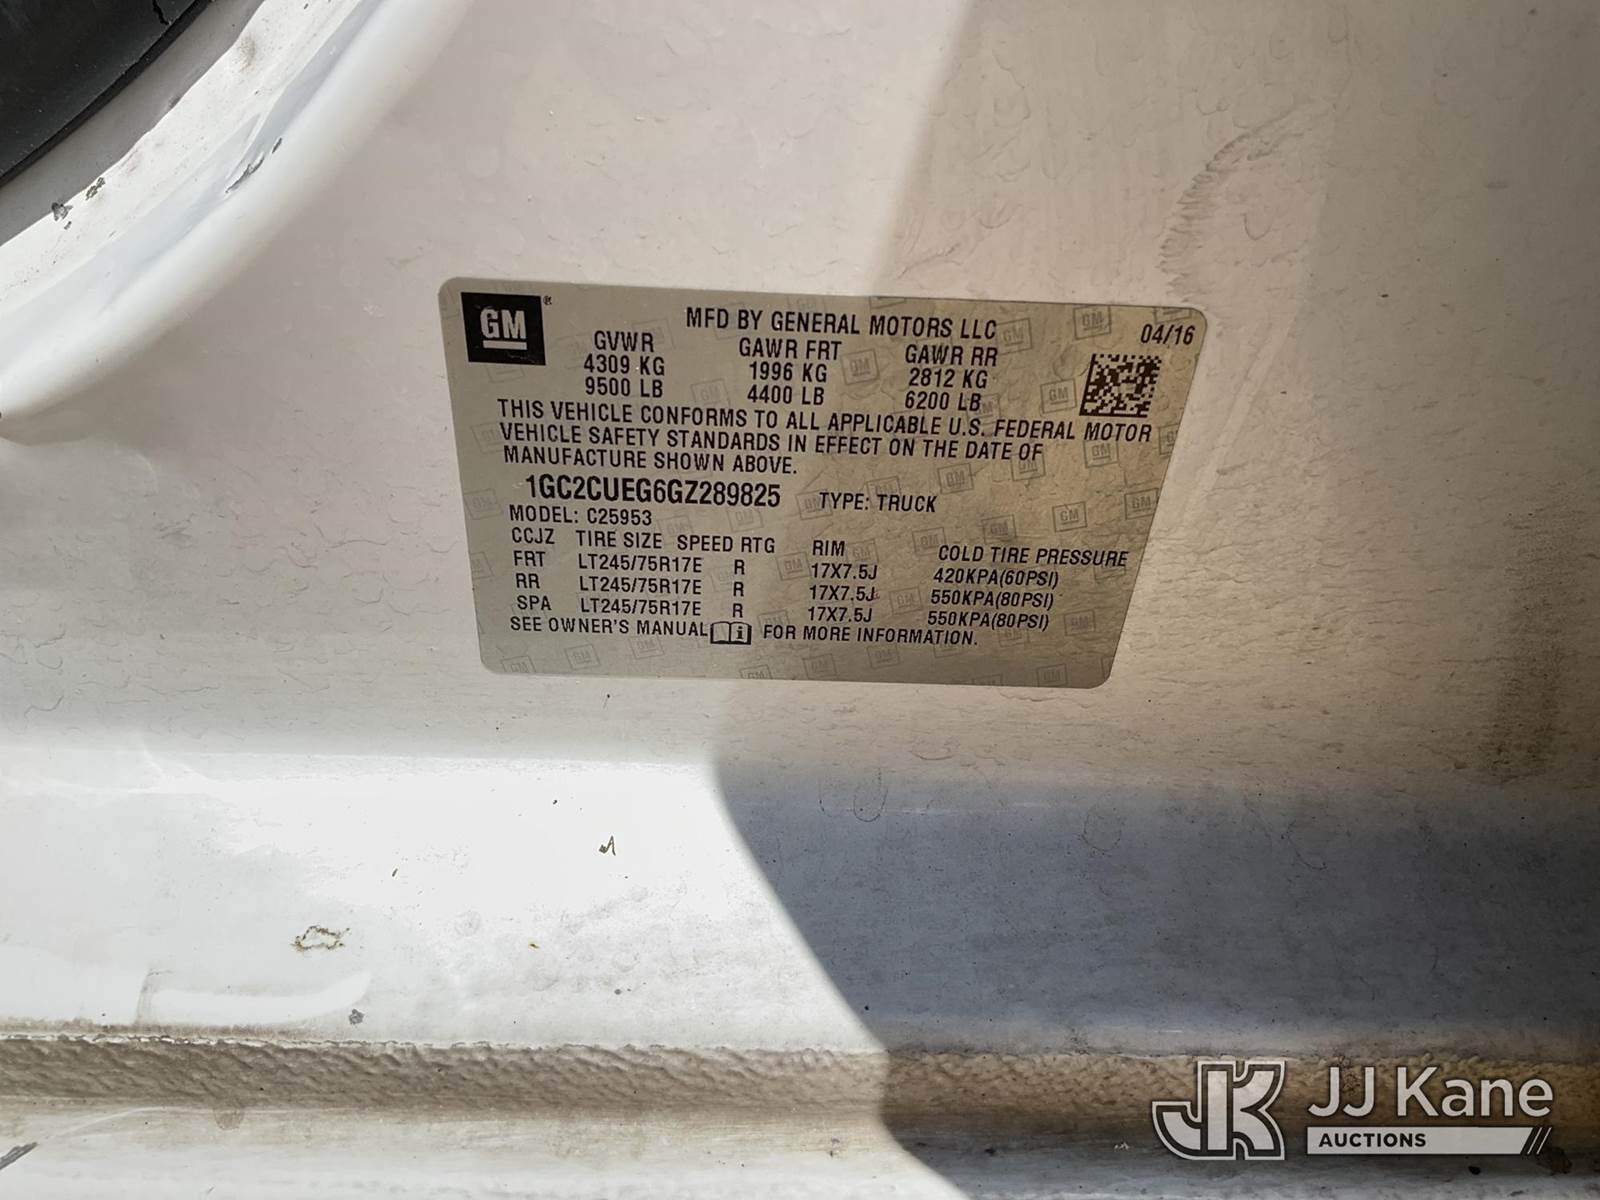 GM®
MFD BY GENERAL MOTORS LLC
04/16
GVWR GAWR FRT GAWR RR
4309 KG 1996 KG 2812 KG
9500 LB 4400 LB 6200 LB
THIS VEHICLE CONFORMS TO ALL APPLICABLE U.S. FEDERAL MOTOR
VEHICLE SAFETY STANDARDS IN EFFECT ON THE DATE OF
MANUFACTURE SHOWN ABOVE.
1GC2CUEG6GZ289825 TYPE: TRUCK
MODEL: C25953
CCJZ TIRE SIZE SPEED RTG RIM COLD TIRE PRESSURE
FRT LT245/75R17E R 17X7.5J 420KPA(60PSI)
RR LT245/75R17E R 17X7.5J 550KPA(80PSI)
SPA LT245/75R17E R 17X7.5J 550KPA(80PSI)
SEE OWNER'S MANUAL i FOR MORE INFORMATION.
JK JJ Kane
AUCTIONS